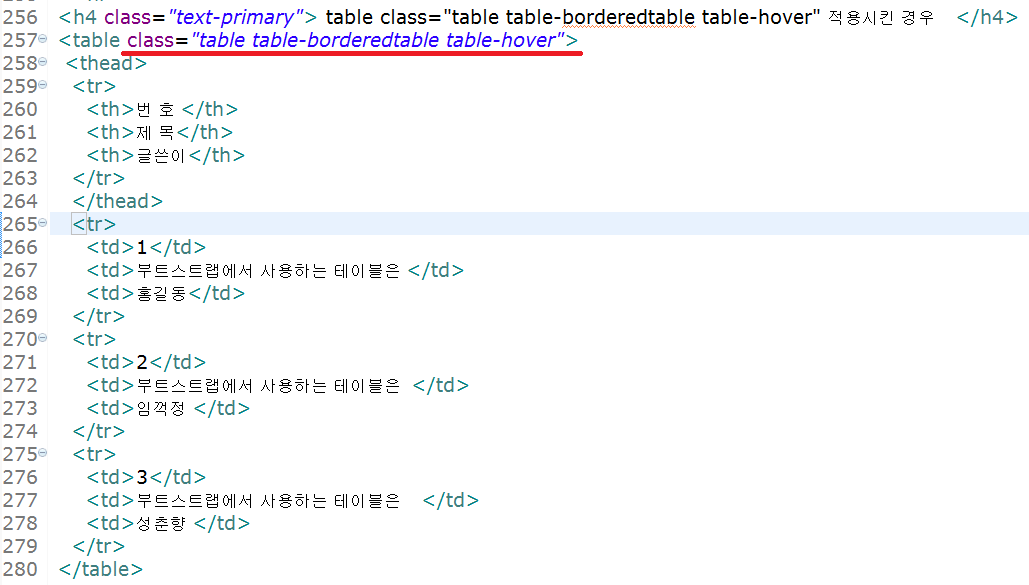 256 <h4 class="text-primary"> table class="table table-borderedtable table-hover" 적용시킨 경우 </h4>
257 <table class="table table-borderedtable table-hover">
258 <thead>
259 <tr>
260 <th>번 호 </th>
261 <th>제 목</th>
262 <th>글쓴이</th>
263 </tr>
264 </thead>
265 <tr>
266 <td>1</td>
267 <td>부트스트랩에서 사용하는 테이블은 </td>
268 <td>홍길동</td>
269 </tr>
270 <tr>
271 <td>2</td>
272 <td>부트스트랩에서 사용하는 테이블은 </td>
273 <td>임꺽정 </td>
274 </tr>
275 <tr>
276 <td>3</td>
277 <td>부트스트랩에서 사용하는 테이블은 </td>
278 <td>성춘향 </td>
279 </tr>
280 </table>